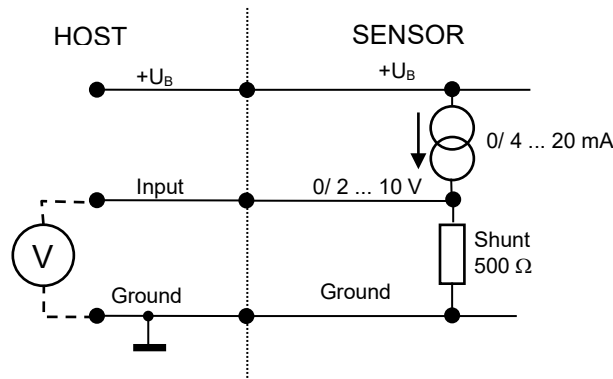 HOST
SENSOR
+UB
+UB
0/ 4 ... 20 mA
Input
0/ 2 ... 10 V
V
Shunt
500 Ω
Ground
Ground